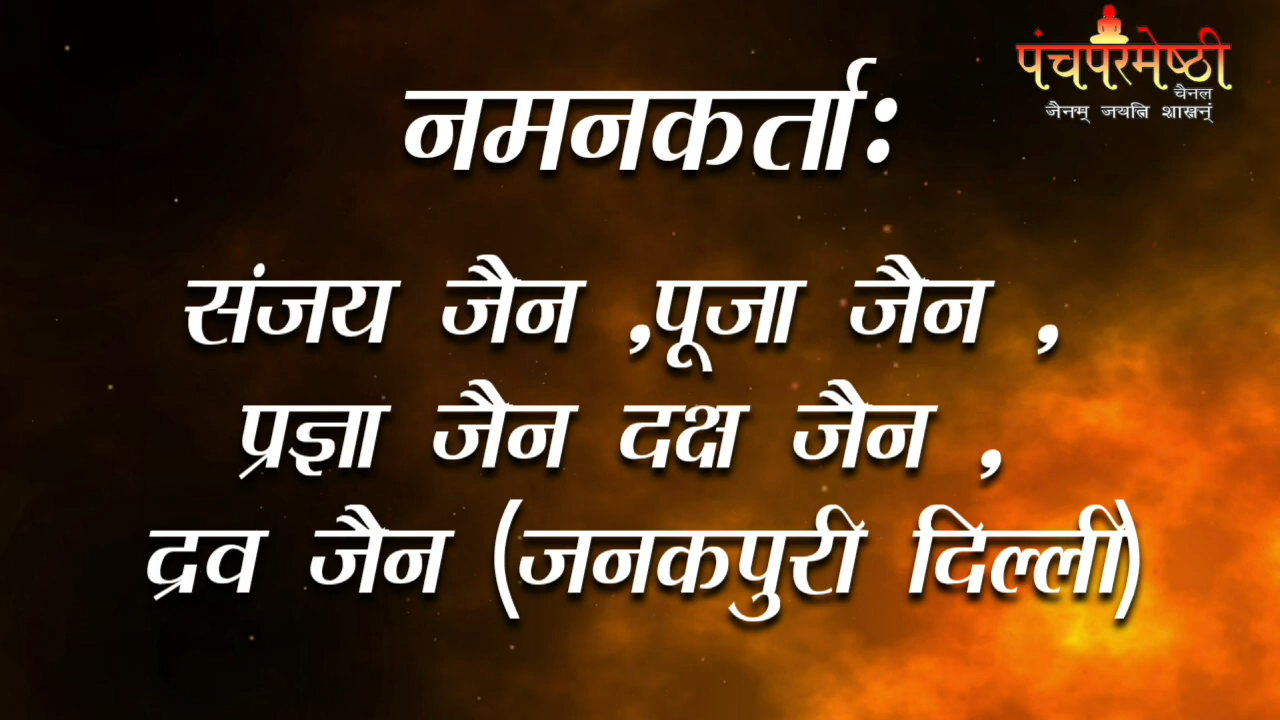 पंचपरमेष्ठी
चैनल
जैनम् जयति शासनं
नमनकर्ताः
संजय जैन ,पूजा जैन ,
प्रज्ञा जैन दक्ष जैन ,
द्रव जैन (जनकपुरी दिल्ली)